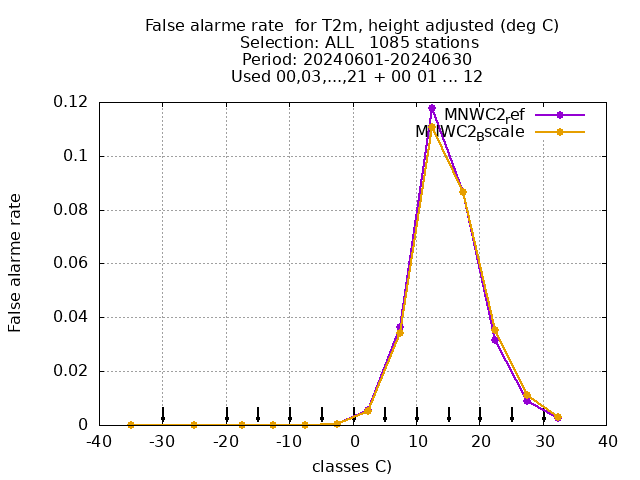 False alarme rate  for T2m, height adjusted (deg C)
Selection: ALL   1085 stations
Period: 20240601-20240630
Used 00,03,...,21 + 00 01 ... 12
MNWC2ref
MNWC2Bscale
False alarme rate
0.12
0.1
0.08
0.06
0.04
0.02
0
-40 -30 -20 -10 0 10 20 30 40
classes C)